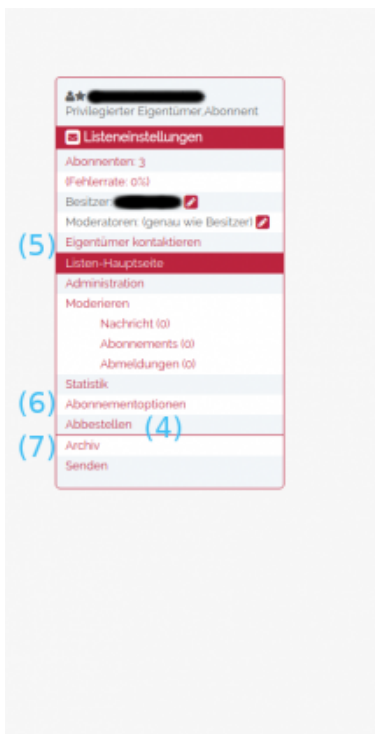 Privilegierter Eigentümer,Abonnent
Listeneinstellungen
Abonnenten: 3
(Fehlerrate: 0%)
Besitzer:
Moderatoren: (genau wie Besitzer)
(5) Eigentümer kontaktieren
Listen-Hauptseite
Administration
Moderieren
Nachricht (0)
Abonnements (0)
Abmeldungen (0)
Statistik
(6) Abonnementoptionen
Abbestellen (4)
(7) Archiv
Senden